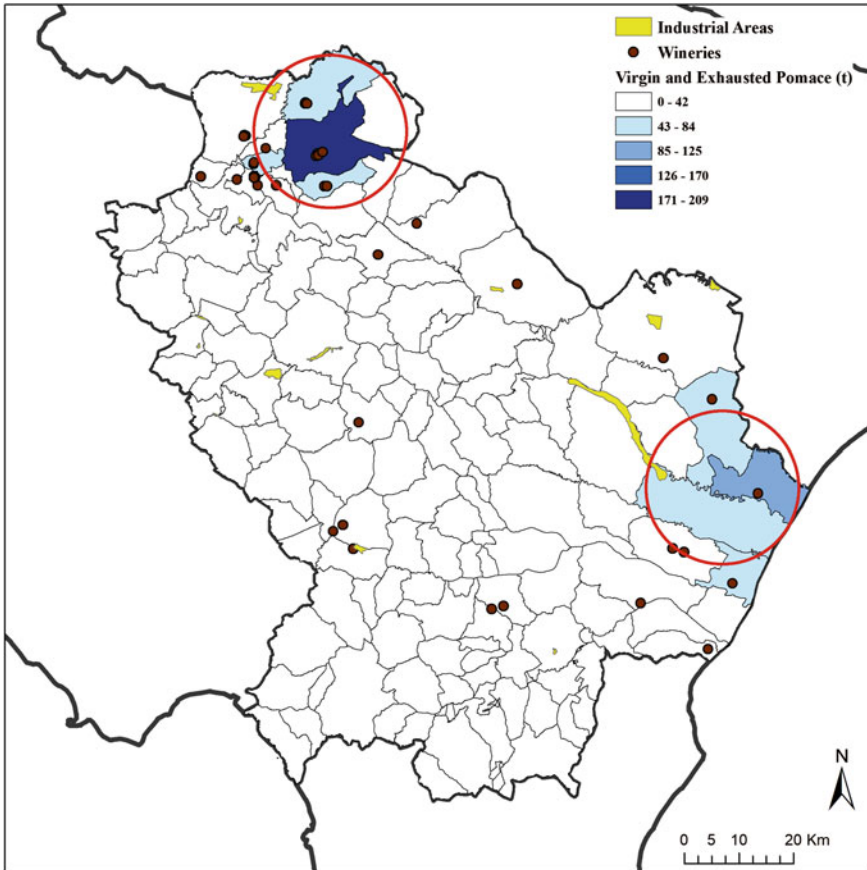 Industrial Areas
Wineries
Virgin and Exhausted Pomace (t)
0 - 42
43 - 84
85 - 125
126 - 170
171 - 209
N
0 5 10 20 Km